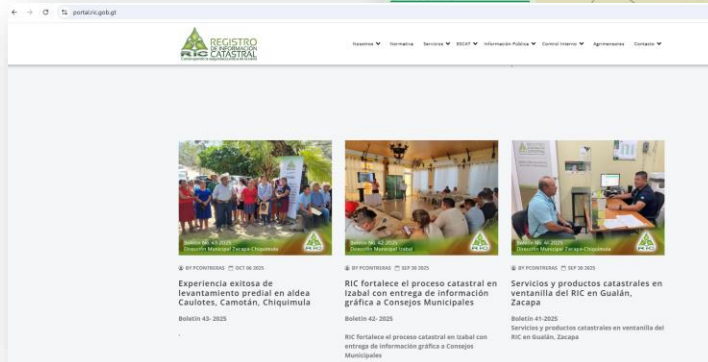 portal.ric.gob.gt
REGISTRO
DE INFORMACIÓN
CATASTRAL
RIC
Nosotros
Normativa
Servicios
ESCAT
Información Pública
Control Interno
Agrimensores
Contacto
Boletín No. 43-2025
Dirección Municipal Zacapa-Chiquimula
RIC
BY PCONTRERAS OCT 06 2025
Experiencia exitosa de
levantamiento predial en aldea
Caulotes, Camotán, Chiquimula
Boletín 43- 2025
.
Boletín No. 42-2025
Dirección Municipal Izabal
RIC
BY PCONTRERAS SEP 30 2025
RIC fortalece el proceso catastral en
Izabal con entrega de información
gráfica a Consejos Municipales
Boletín 42- 2025
RIC fortalece el proceso catastral en Izabal con
entrega de información gráfica a Consejos
Municipales
Boletín No. 41-2025
Dirección Municipal Zacapa-Chiquimula
RIC
BY PCONTRERAS SEP 30 2025
Servicios y productos catastrales en
ventanilla del RIC en Gualán,
Zacapa
Boletín 41-2025
Servicios y productos catastrales en ventanilla del
RIC en Gualán, Zacapa